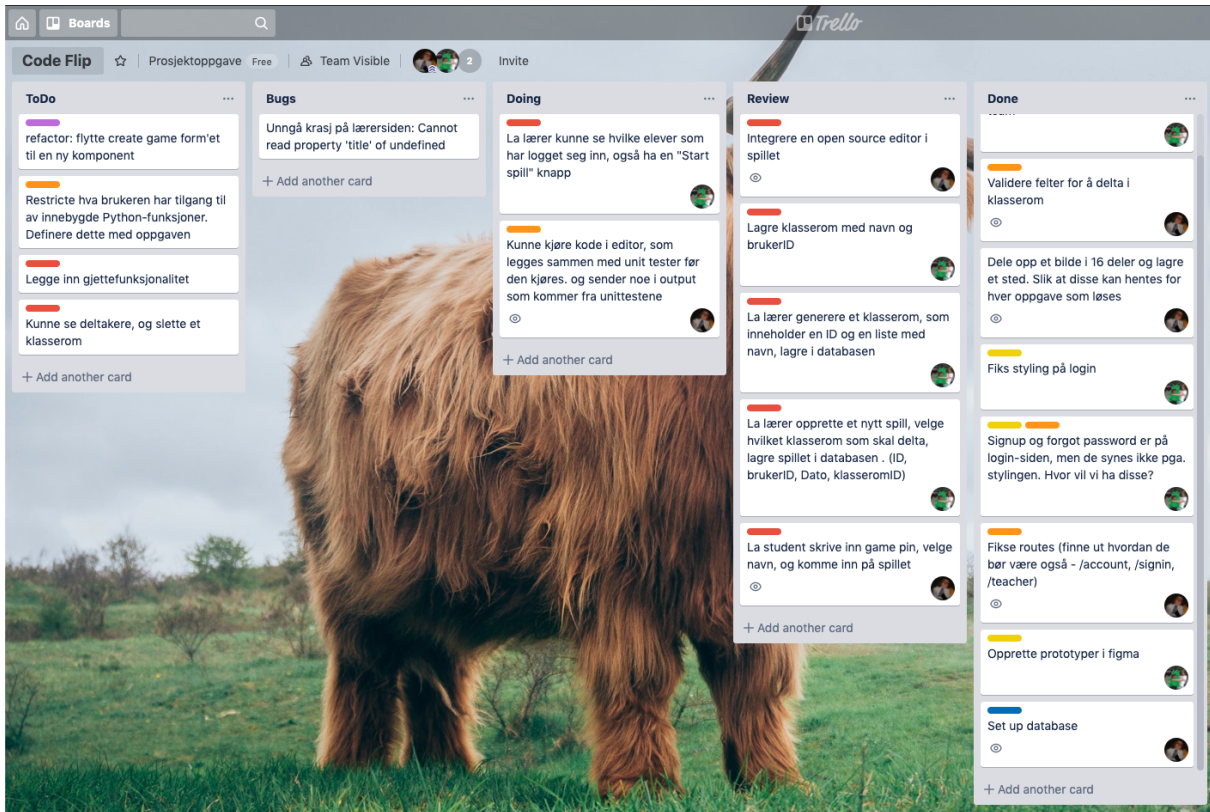 Boards
Trello
Code Flip
Prosjektoppgave Free
Team Visible
2
Invite
ToDo
refactor: flytte create game form'et
til en ny komponent
Restricte hva brukeren har tilgang til
av innebygde Python-funksjoner.
Definere dette med oppgaven
Legge inn gjettefunksjonalitet
Kunne se deltakere, og slette et
klasserom
+ Add another card
Bugs
Unngå krasj på lærersiden: Cannot
read property 'title' of undefined
+ Add another card
Doing
La lærer kunne se hvilke elever som
har logget seg inn, også ha en "Start
spill" knapp
Kunne kjøre kode i editor, som
legges sammen med unit tester før
den kjøres. og sender noe i output
som kommer fra unittestene
+ Add another card
Review
Integrere en open source editor i
spillet
Lagre klasserom med navn og
brukerID
La lærer generere et klasserom, som
inneholder en ID og en liste med
navn, lagre i databasen
La lærer opprette et nytt spill, velge
hvilket klasserom som skal delta,
lagre spillet i databasen . (ID,
brukerID, Dato, klasseromID)
La student skrive inn game pin, velge
navn, og komme inn på spillet
+ Add another card
Done
team
Validere felter for å delta i
klasserom
Dele opp et bilde i 16 deler og lagre
et sted. Slik at disse kan hentes for
hver oppgave som løses
Fiks styling på login
Signup og forgot password er på
login-siden, men de synes ikke pga.
stylingen. Hvor vil vi ha disse?
Fikse routes (finne ut hvordan de
bør være også - /account, /signin,
/teacher)
Opprette prototyper i figma
Set up database
+ Add another card